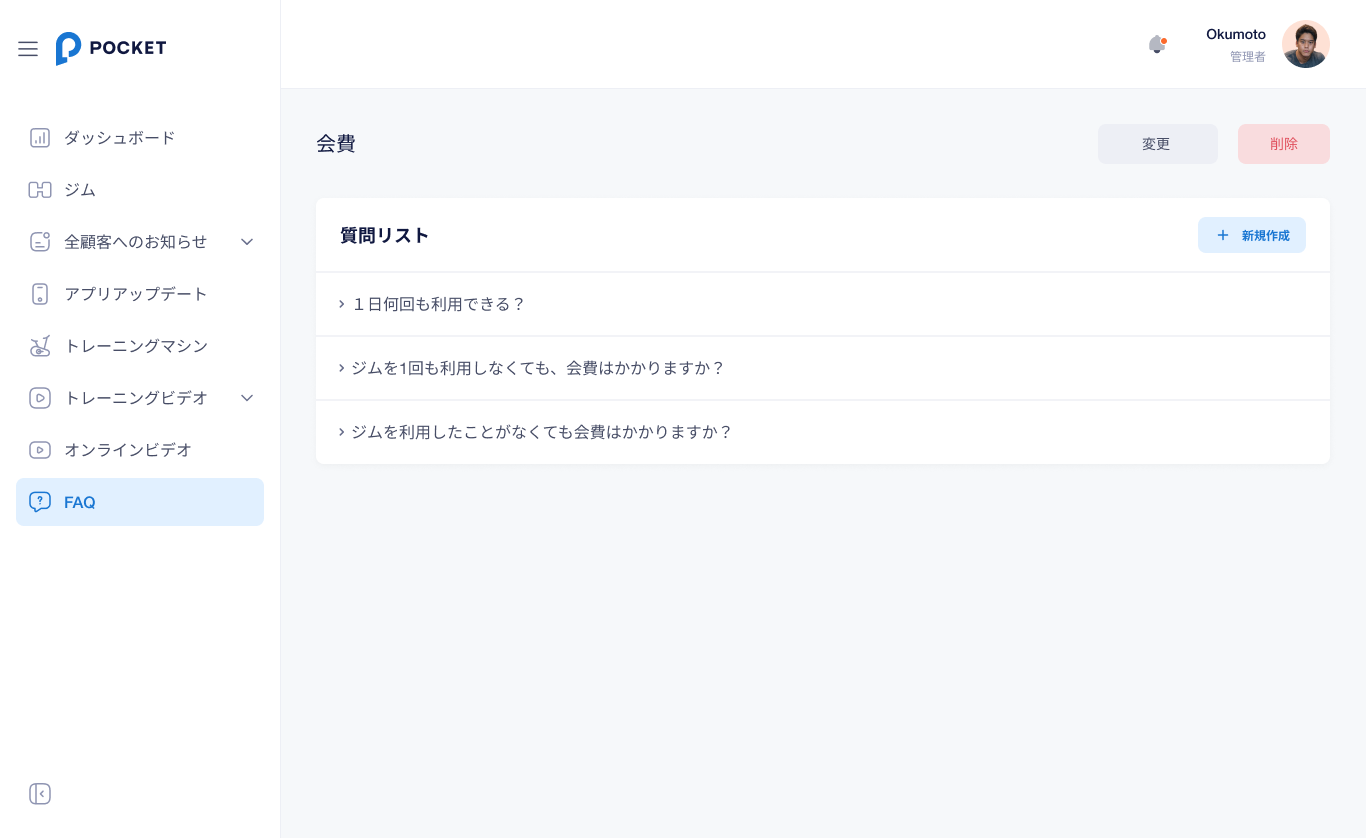 POCKET
Okumoto
管理者
ダッシュボード
ジム
全顧客へのお知らせ
アプリアップデート
トレーニングマシン
トレーニングビデオ
オンラインビデオ
FAQ
会費
変更
削除
質問リスト
新規作成
１日何回も利用できる？
ジムを1回も利用しなくても、会費はかかりますか？
ジムを利用したことがなくても会費はかかりますか？